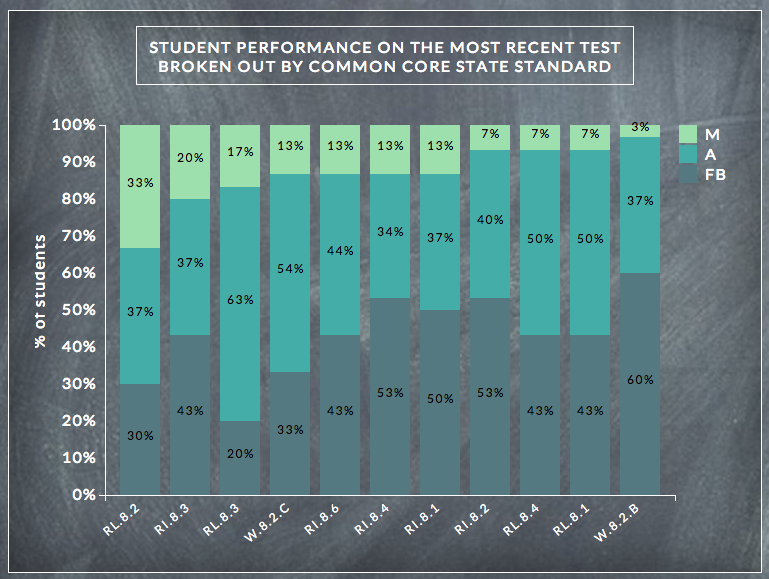 STUDENT PERFORMANCE ON THE MOST RECENT TEST
BROKEN OUT BY COMMON CORE STATE STANDARD
% of students
100%
90%
80%
70%
60%
50%
40%
30%
20%
10%
0%
33%
37%
30%
20%
37%
43%
17%
63%
20%
13%
54%
33%
13%
44%
43%
13%
34%
53%
13%
37%
50%
7%
40%
53%
7%
50%
43%
7%
50%
43%
3%
37%
60%
M
A
FB
RL.8.2
RI.8.3
RL.8.3
W.8.2.C
RI.8.6
RI.8.4
RI.8.1
RI.8.2
RL.8.4
RL.8.1
W.8.2.B